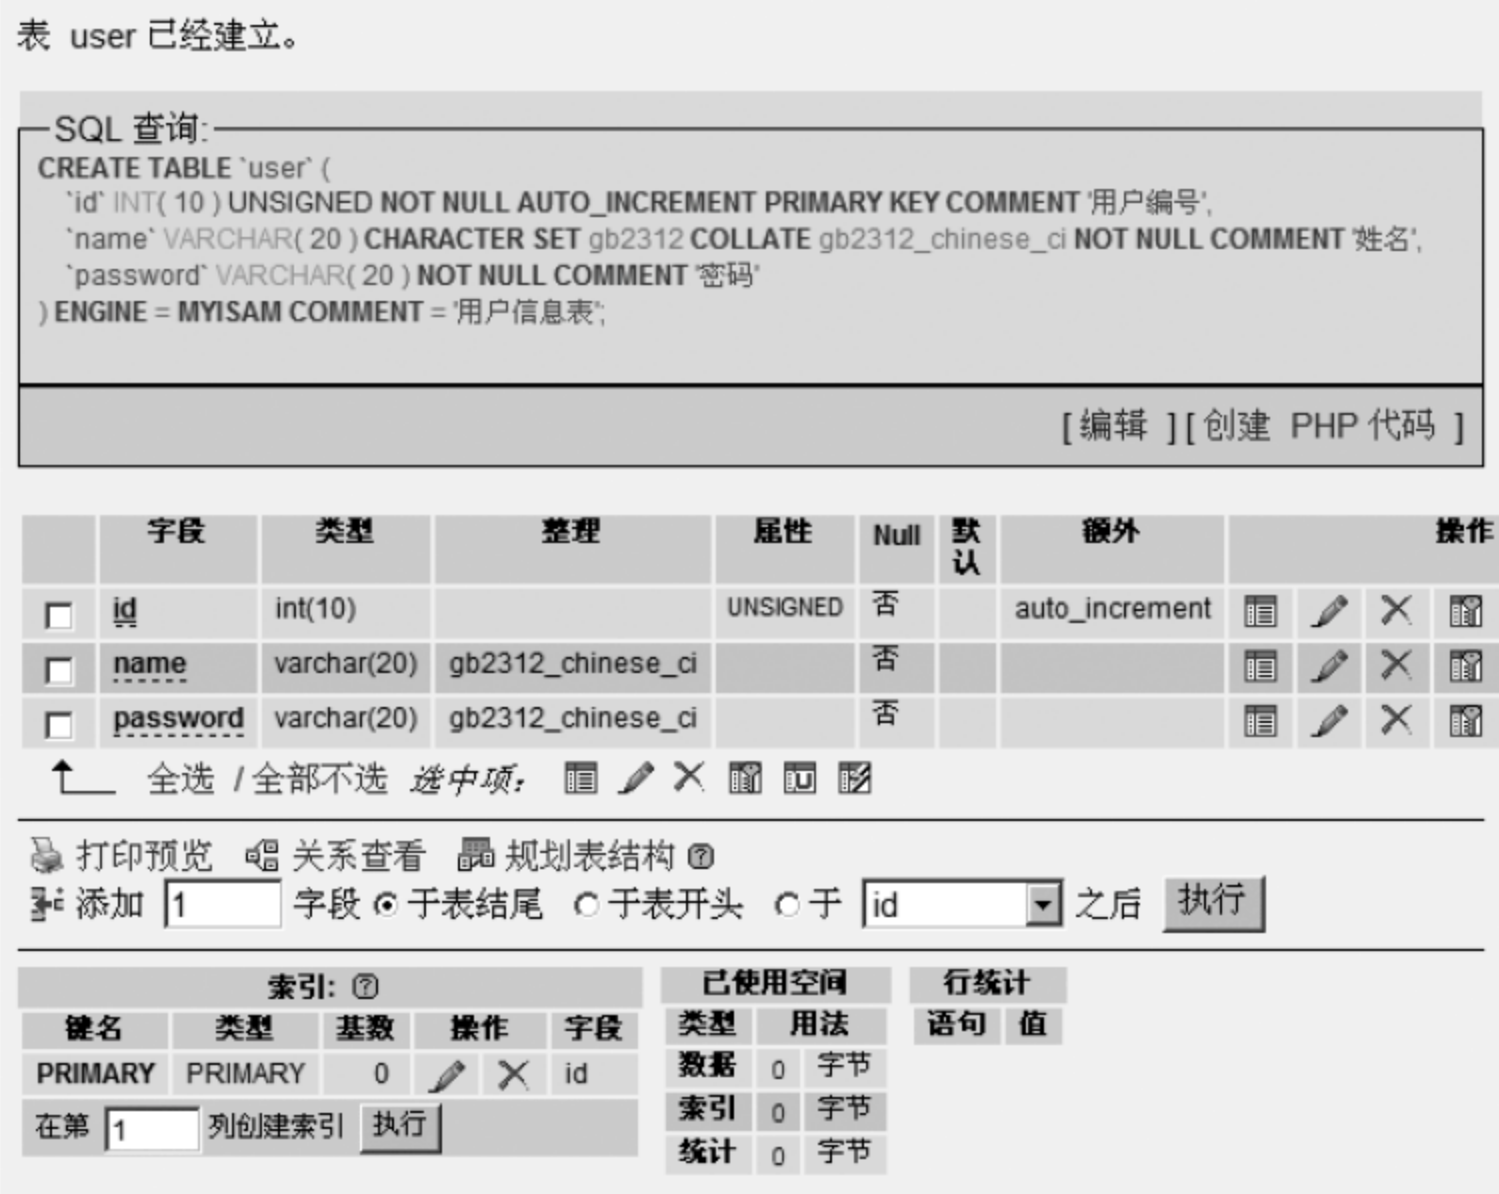 表 user 已经建立。
SQL 查询:
CREATE TABLE `user` (
`id` INT( 10 ) UNSIGNED NOT NULL AUTO_INCREMENT PRIMARY KEY COMMENT '用户编号',
`name` VARCHAR( 20 ) CHARACTER SET gb2312 COLLATE gb2312_chinese_ci NOT NULL COMMENT '姓名',
`password` VARCHAR( 20 ) NOT NULL COMMENT '密码'
) ENGINE = MYISAM COMMENT = '用户信息表';
[ 编辑 ] [ 创建 PHP 代码 ]
字段 类型 整理 属性 Null 默认 额外 操作
id int(10) UNSIGNED 否 auto_increment
name varchar(20) gb2312_chinese_ci 否
password varchar(20) gb2312_chinese_ci 否
全选 / 全部不选 选中项:
打印预览 关系查看 规划表结构
添加 1 字段 于表结尾 于表开头 于 id 之后 执行
索引: 已使用空间 行统计
键名 类型 基数 操作 字段 类型 用法 语句 值
PRIMARY PRIMARY 0 id 数据 0 字节
索引 0 字节
在第 1 列创建索引 执行
统计 0 字节